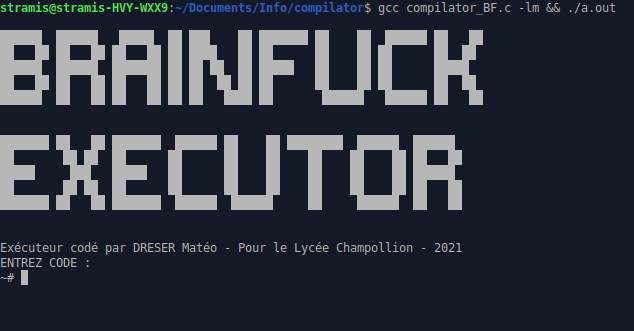 stramis@stramis-HVY-WXX9:~/Documents/Info/compilator$ gcc compilator_BF.c -lm && ./a.out
BRAINFUCK
EXECUTOR
Exécuteur codé par DRESER Matéo - Pour le Lycée Champollion - 2021
ENTREZ CODE :
~#